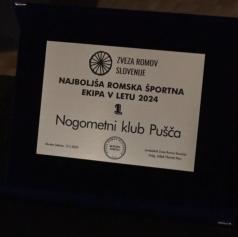 ZVEZA ROMOV
SLOVENIJE
NAJBOLJŠA ROMSKA ŠPORTNA
EKIPA V LETU 2024
1
Nogometni klub Pušča